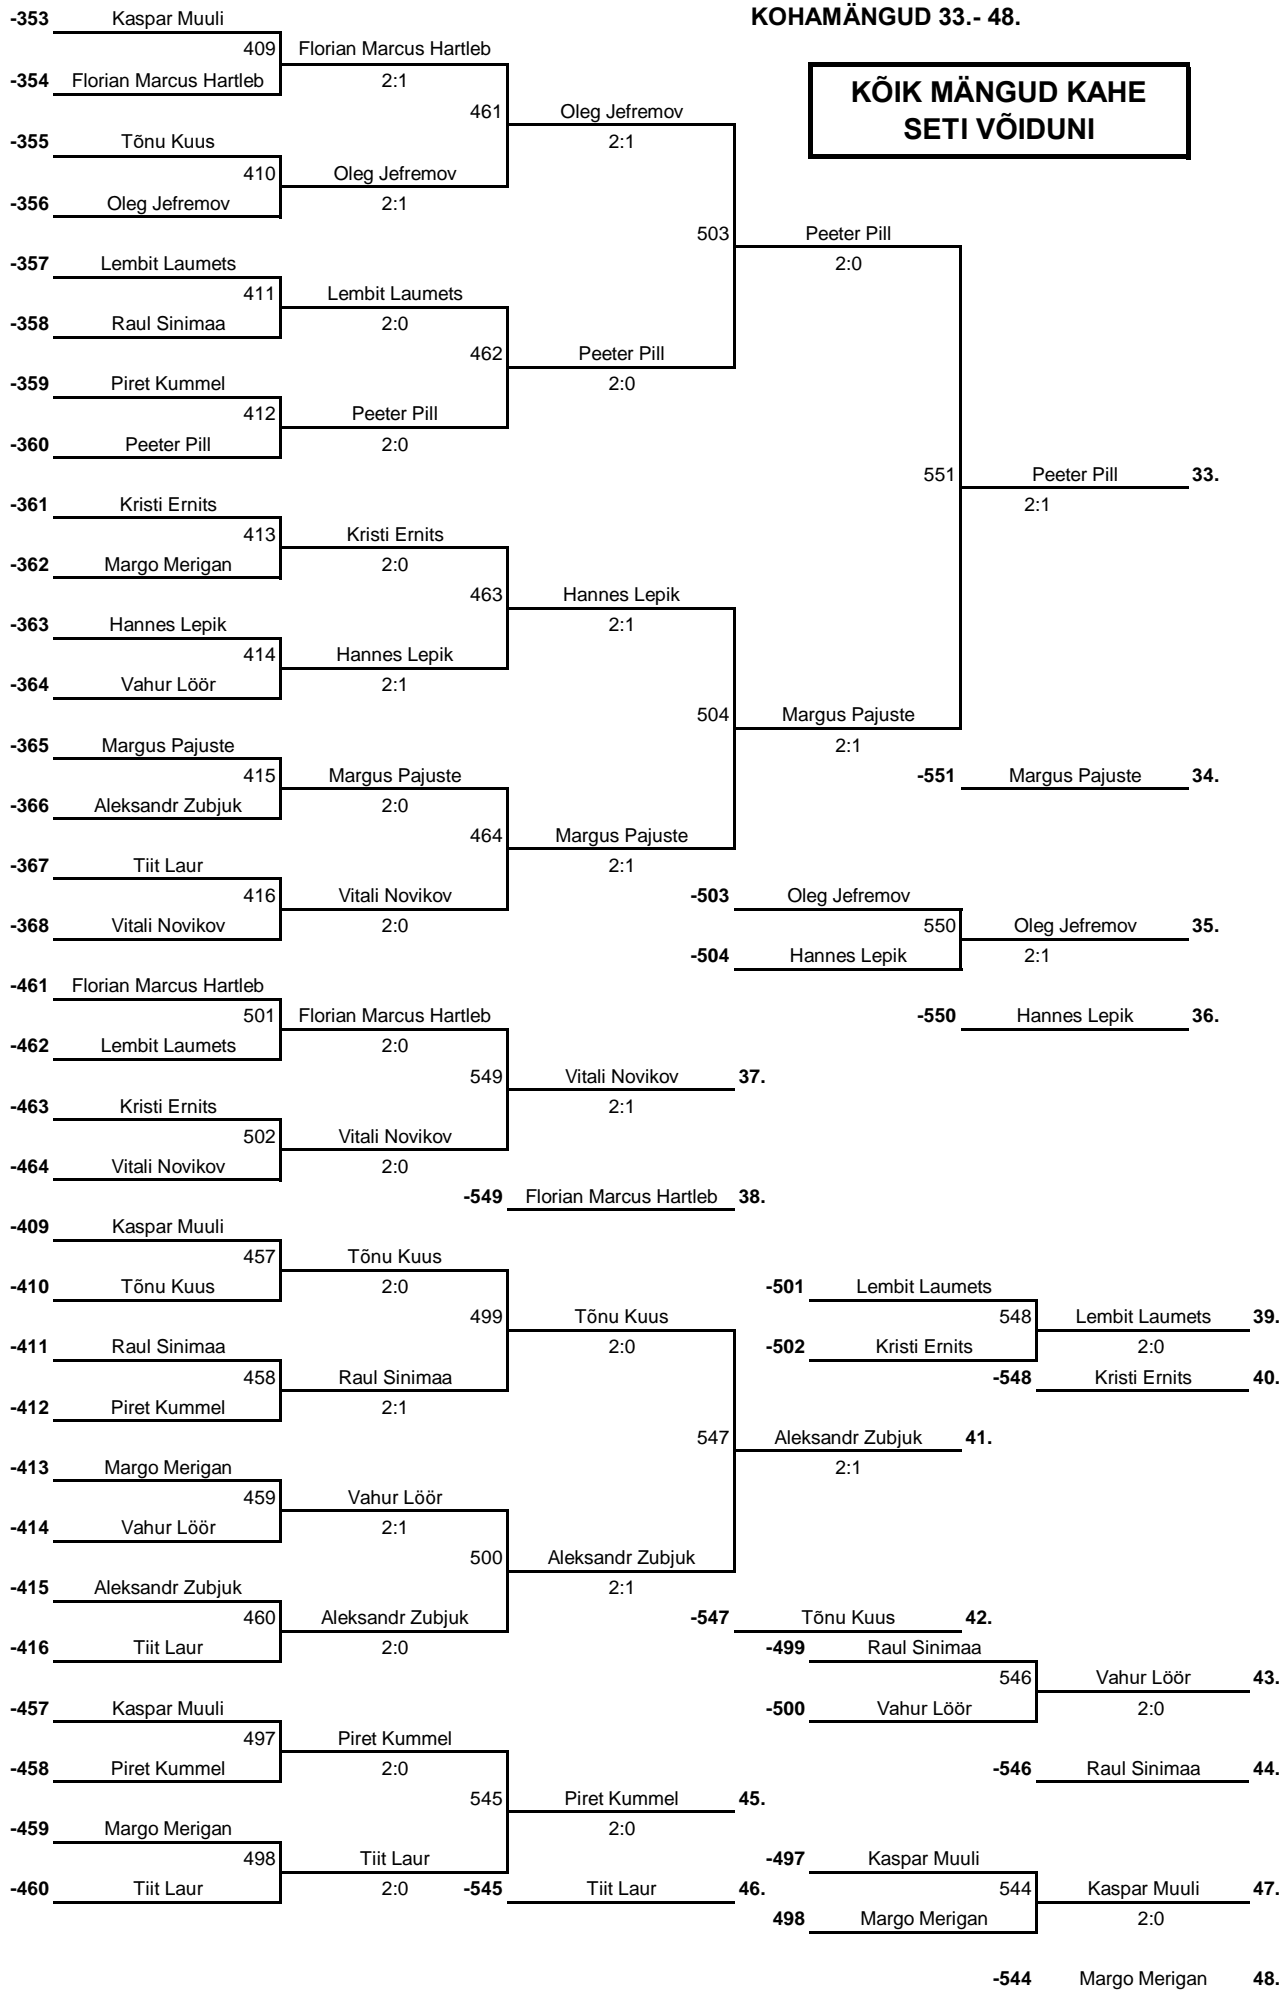 -353 Kaspar Muuli KOHAMÄNGUD 33.- 48.
409 Florian Marcus Hartleb
-354 Florian Marcus Hartleb 2:1
KÕIK MÄNGUD KAHE
SETI VÕIDUNI
461 Oleg Jefremov
-355 Tõnu Kuus 2:1
410 Oleg Jefremov
-356 Oleg Jefremov 2:1
503 Peeter Pill
-357 Lembit Laumets 2:0
411 Lembit Laumets
-358 Raul Sinimaa 2:0
462 Peeter Pill
-359 Piret Kummel 2:0
412 Peeter Pill
-360 Peeter Pill 2:0
551 Peeter Pill 33.
-361 Kristi Ernits 2:1
413 Kristi Ernits
-362 Margo Merigan 2:0
463 Hannes Lepik
-363 Hannes Lepik 2:1
414 Hannes Lepik
-364 Vahur Löör 2:1
504 Margus Pajuste
-365 Margus Pajuste 2:1
415 Margus Pajuste -551 Margus Pajuste 34.
-366 Aleksandr Zubjuk 2:0
464 Margus Pajuste
-367 Tiit Laur 2:1
416 Vitali Novikov -503 Oleg Jefremov
-368 Vitali Novikov 2:0 550 Oleg Jefremov 35.
-504 Hannes Lepik 2:1
-461 Florian Marcus Hartleb
501 Florian Marcus Hartleb -550 Hannes Lepik 36.
-462 Lembit Laumets 2:0
549 Vitali Novikov 37.
-463 Kristi Ernits 2:1
502 Vitali Novikov
-464 Vitali Novikov 2:0
-549 Florian Marcus Hartleb 38.
-409 Kaspar Muuli
457 Tõnu Kuus
-410 Tõnu Kuus 2:0 -501 Lembit Laumets
499 Tõnu Kuus 548 Lembit Laumets 39.
-411 Raul Sinimaa 2:0 -502 Kristi Ernits 2:0
458 Raul Sinimaa -548 Kristi Ernits 40.
-412 Piret Kummel 2:1
547 Aleksandr Zubjuk 41.
-413 Margo Merigan 2:1
459 Vahur Löör
-414 Vahur Löör 2:1
500 Aleksandr Zubjuk
-415 Aleksandr Zubjuk 2:1
460 Aleksandr Zubjuk -547 Tõnu Kuus 42.
-416 Tiit Laur 2:0 -499 Raul Sinimaa
546 Vahur Löör 43.
-457 Kaspar Muuli -500 Vahur Löör 2:0
497 Piret Kummel
-458 Piret Kummel 2:0 -546 Raul Sinimaa 44.
545 Piret Kummel 45.
-459 Margo Merigan 2:0
498 Tiit Laur -497 Kaspar Muuli
-460 Tiit Laur 2:0 -545 Tiit Laur 46. 544 Kaspar Muuli 47.
498 Margo Merigan 2:0
-544 Margo Merigan 48.